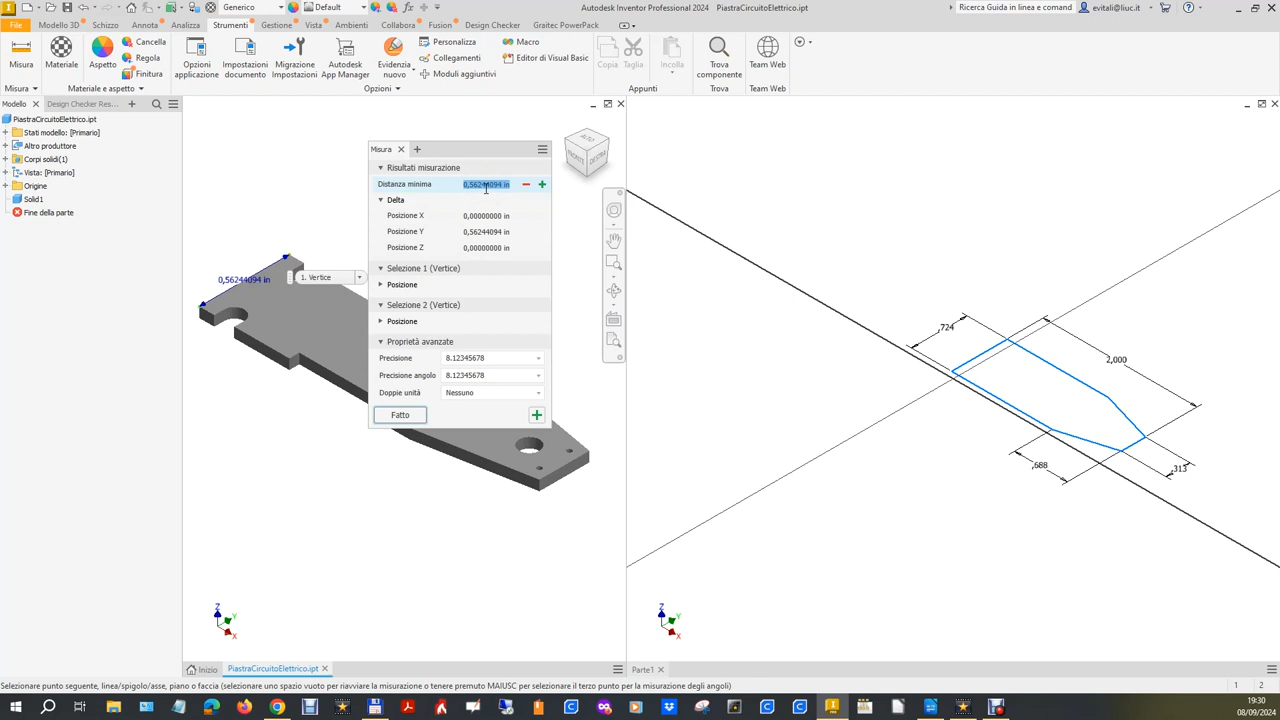 Generico
Default
Autodesk Inventor Professional 2024   PiastraCircuitoElettrico.ipt
Ricerca Guida in linea e comandi
evitali@liuc.it
File
Modello 3D
Schizzo
Annota
Analizza
Strumenti
Gestione
Vista
Ambienti
Collabora
Fusion
Design Checker
Graitec PowerPack
Misura
Materiale
Aspetto
Cancella
Regola
Finitura
Opzioni applicazione
Impostazioni documento
Migrazione Impostazioni
Autodesk App Manager
Evidenzia nuovo
Personalizza
Collegamenti
Moduli aggiuntivi
Macro
Editor di Visual Basic
Copia
Taglia
Incolla
Trova componente
Team Web
Team Web
Misura
Materiale e aspetto
Opzioni
Appunti
Trova
Web
Modello
Design Checker Res...
PiastraCircuitoElettrico.ipt
Stati modello: [Primario]
Altro produttore
Corpi solidi(1)
Vista: [Primario]
Origine
Solid1
Fine della parte
Misura
Risultati misurazione
Distanza minima 0,56244094 in
Delta
Posizione X 0,00000000 in
Posizione Y 0,56244094 in
Posizione Z 0,00000000 in
Selezione 1 (Vertice)
Posizione
Selezione 2 (Vertice)
Posizione
Proprietà avanzate
Precisione 8.12345678
Precisione angolo 8.12345678
Doppie unità Nessuno
Fatto
0,56244094 in
1. Vertice
ALTO
FRONTE
DESTRA
,724
2,000
,688
,313
Z
Y
X
Z
Y
X
Inizio
PiastraCircuitoElettrico.ipt
Parte1
Selezionare punto seguente, linea/spigolo/asse, piano o faccia (selezionare uno spazio vuoto per riavviare la misurazione o tenere premuto MAIUSC per selezionare il terzo punto per la misurazione degli angoli)
1
2
19:30
08/09/2024